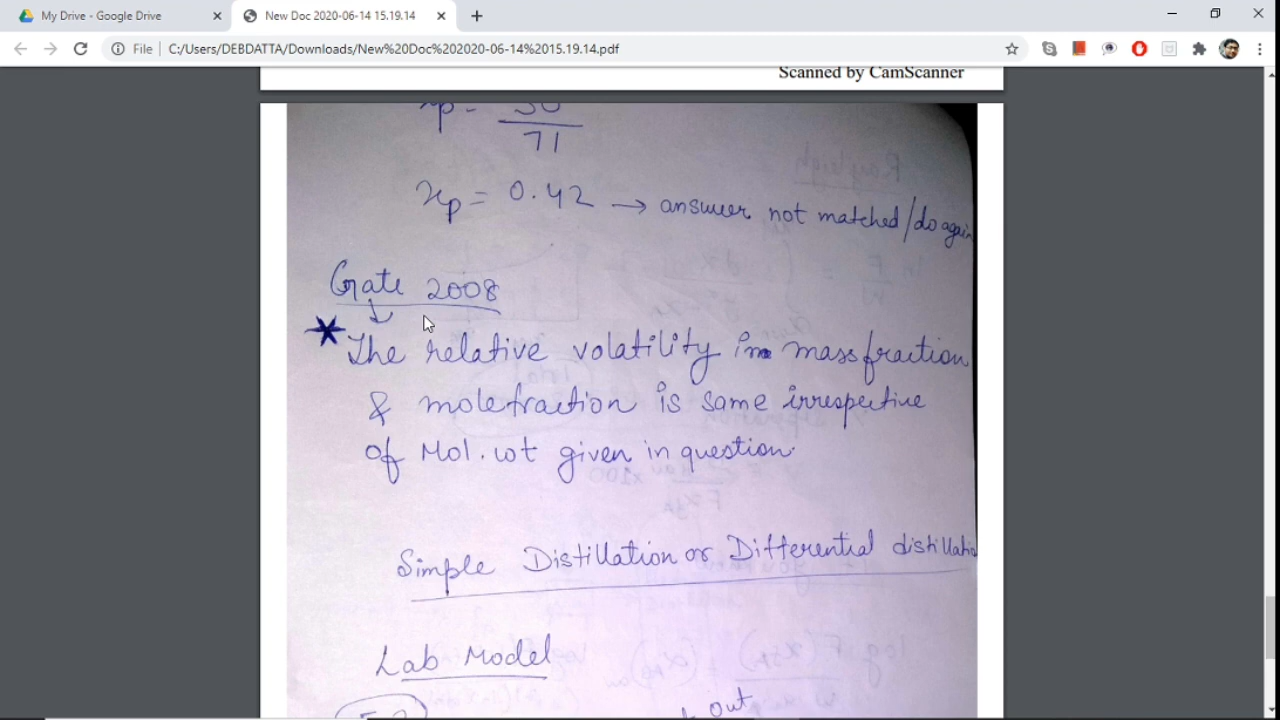 My Drive - Google Drive
New Doc 2020-06-14 15.19.14
File
C:/Users/DEBDATTA/Downloads/New%20Doc%202020-06-14%2015.19.14.pdf
Scanned by CamScanner
71
xp = 0.42 → answer not matched/do again
Gate 2008
The relative volatility in mass fraction
& mole fraction is same irrespective
of Mol. wt given in question.
Simple Distillation or Differential distillatio
Lab Model
out